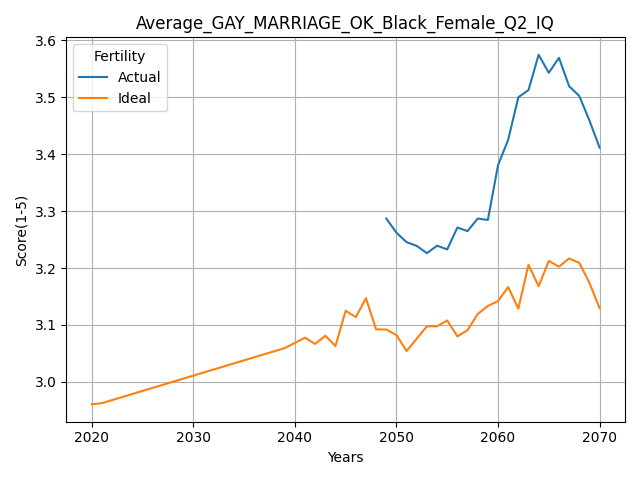 Average_GAY_MARRIAGE_OK_Black_Female_Q2_IQ
Fertility
Actual
Ideal
Score(1-5)
3.6
3.5
3.4
3.3
3.2
3.1
3.0
2020
2030
2040
2050
2060
2070
Years